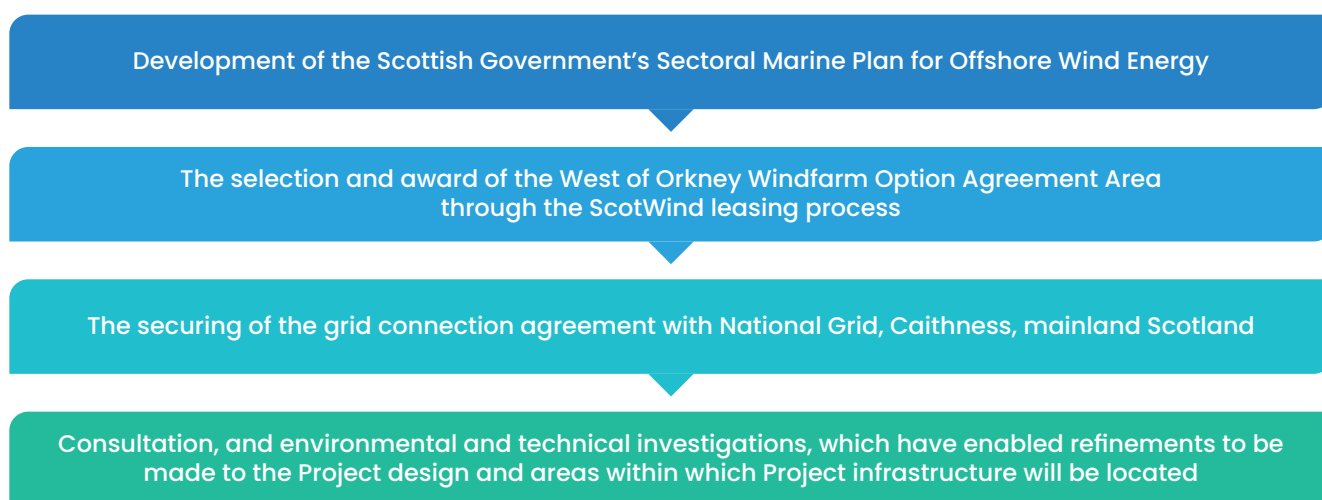 Development of the Scottish Government’s Sectoral Marine Plan for Offshore Wind Energy
The selection and award of the West of Orkney Windfarm Option Agreement Area
through the ScotWind leasing process
The securing of the grid connection agreement with National Grid, Caithness, mainland Scotland
Consultation, and environmental and technical investigations, which have enabled refinements to be
made to the Project design and areas within which Project infrastructure will be located